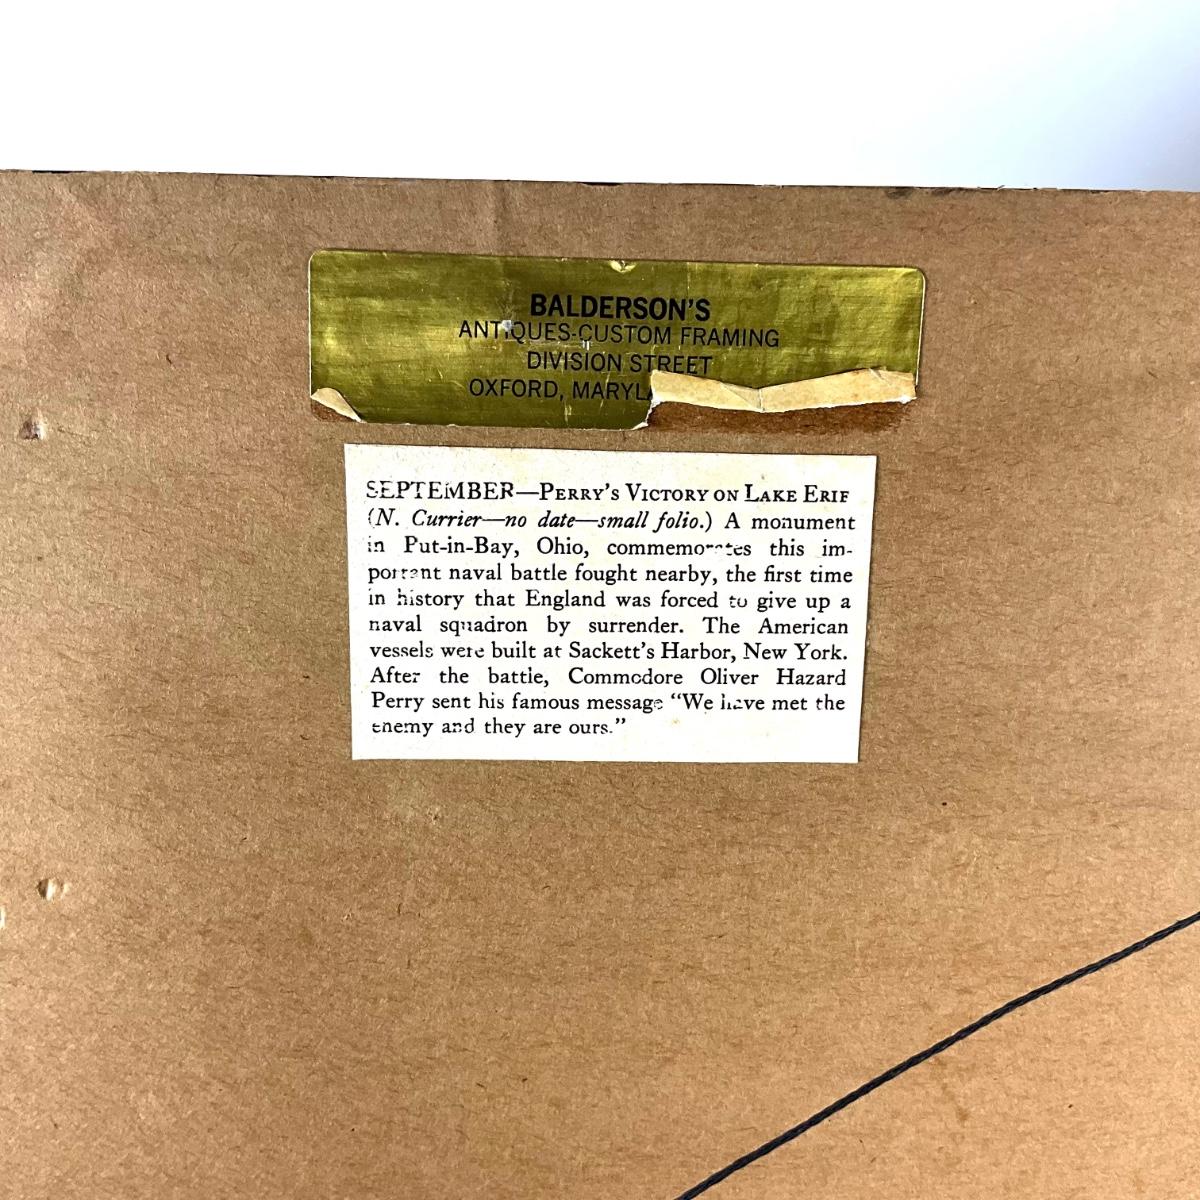 BALDERSON'S
ANTIQUES-CUSTOM FRAMING
DIVISION STREET
OXFORD, MARYLA
SEPTEMBER—PERRY'S VICTORY ON LAKE ERIE
(N. Currier—no date—small folio.) A monument
in Put-in-Bay, Ohio, commemorates this im-
portant naval battle fought nearby, the first time
in history that England was forced to give up a
naval squadron by surrender. The American
vessels were built at Sackett's Harbor, New York.
After the battle, Commodore Oliver Hazard
Perry sent his famous message "We have met the
enemy and they are ours."